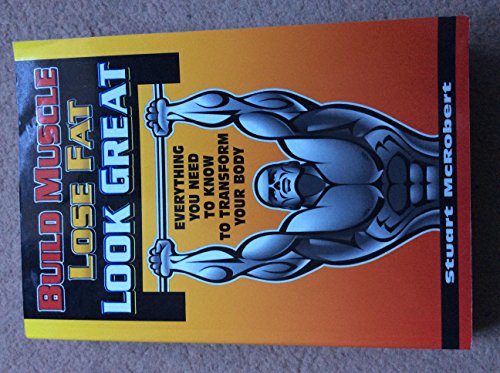 BUILD MUSCLE
LOSE FAT
LOOK GREAT
EVERYTHING
YOU NEED
TO KNOW
TO TRANSFORM
YOUR BODY
Stuart McRobert